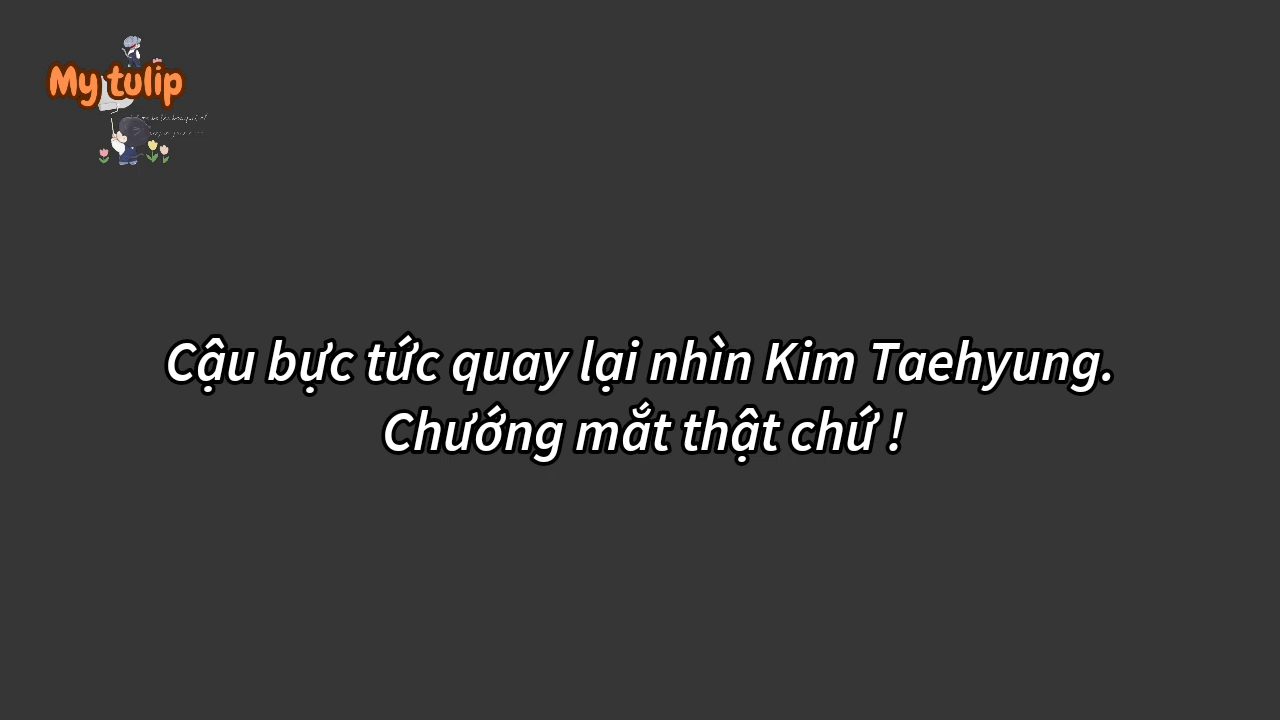 My tulip
Cậu bực tức quay lại nhìn Kim Taehyung.
Chướng mắt thật chứ !